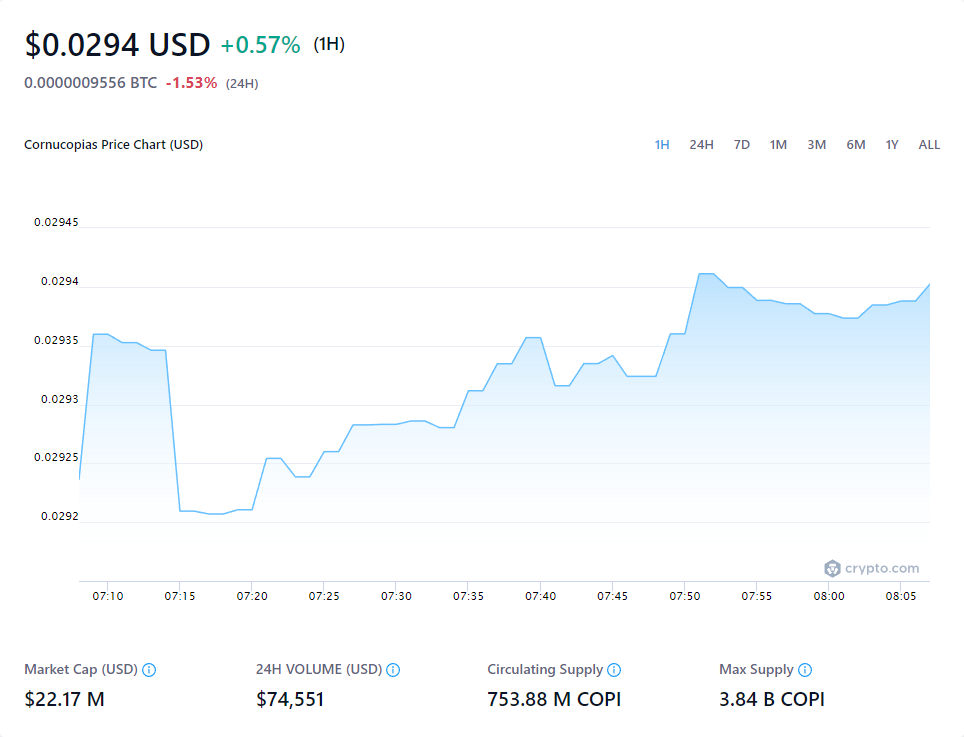 $0.0294 USD +0.57% (1H)
0.0000009556 BTC -1.53% (24H)
Cornucopias Price Chart (USD) 1H 24H 7D 1M 3M 6M 1Y ALL
0.02945
0.0294
0.02935
0.0293
0.02925
0.0292
crypto.com
07:10 07:15 07:20 07:25 07:30 07:35 07:40 07:45 07:50 07:55 08:00 08:05
Market Cap (USD) 24H VOLUME (USD) Circulating Supply Max Supply
$22.17 M $74,551 753.88 M COPI 3.84 B COPI